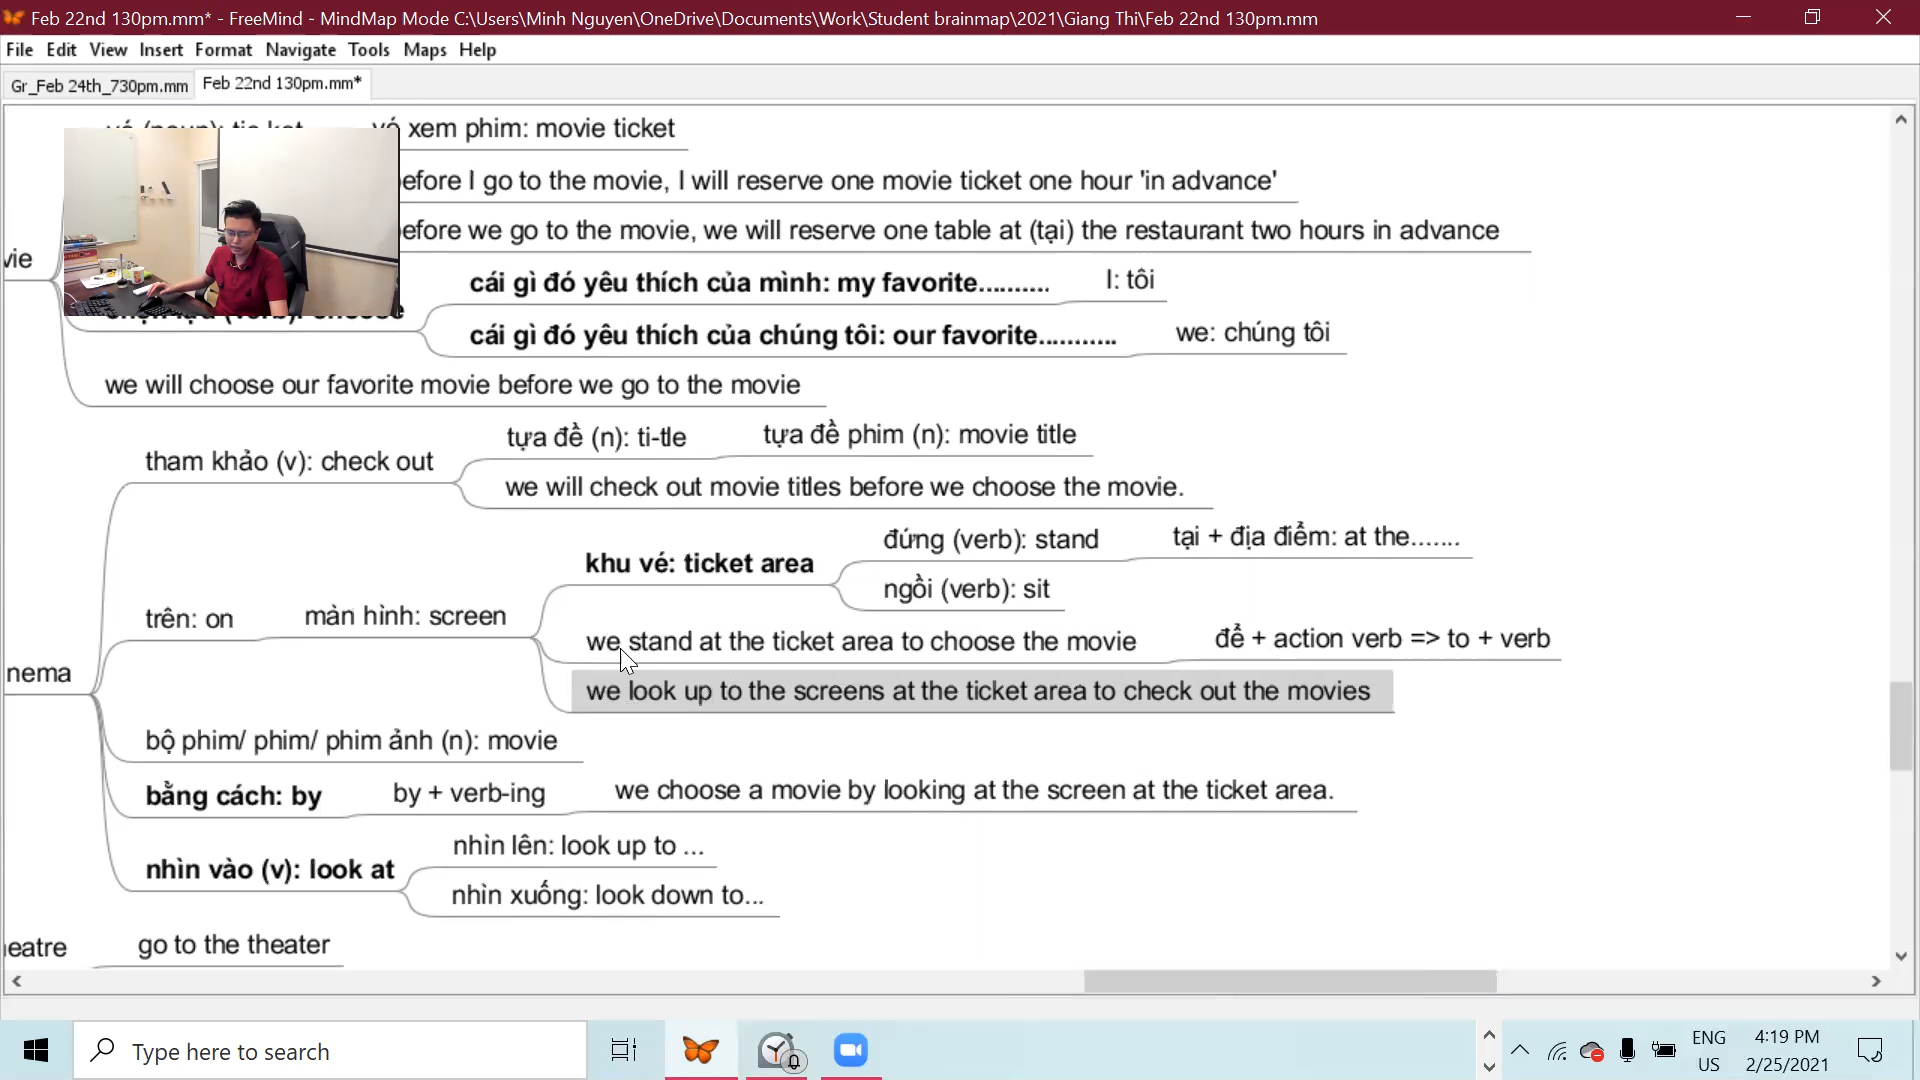 Feb 22nd 130pm.mm* - FreeMind - MindMap Mode C:\Users\Minh Nguyen\OneDrive\Documents\Work\Student brainmap\2021\Giang Thi\Feb 22nd 130pm.mm
File Edit View Insert Format Navigate Tools Maps Help
Gr_Feb 24th_730pm.mm Feb 22nd 130pm.mm*
xem phim: movie ticket
efore I go to the movie, I will reserve one movie ticket one hour 'in advance'
efore we go to the movie, we will reserve one table at (tại) the restaurant two hours in advance
vie
cái gì đó yêu thích của mình: my favorite.......... I: tôi
cái gì đó yêu thích của chúng tôi: our favorite........... we: chúng tôi
we will choose our favorite movie before we go to the movie
tham khảo (v): check out
tựa đề (n): ti-tle tựa đề phim (n): movie title
we will check out movie titles before we choose the movie.
trên: on màn hình: screen
khu vé: ticket area
đứng (verb): stand tại + địa điểm: at the.......
ngồi (verb): sit
we stand at the ticket area to choose the movie để + action verb => to + verb
we look up to the screens at the ticket area to check out the movies
nema
bộ phim/ phim/ phim ảnh (n): movie
bằng cách: by by + verb-ing we choose a movie by looking at the screen at the ticket area.
nhìn vào (v): look at
nhìn lên: look up to ...
nhìn xuống: look down to...
eatre go to the theater
Type here to search
ENG
US
4:19 PM
2/25/2021